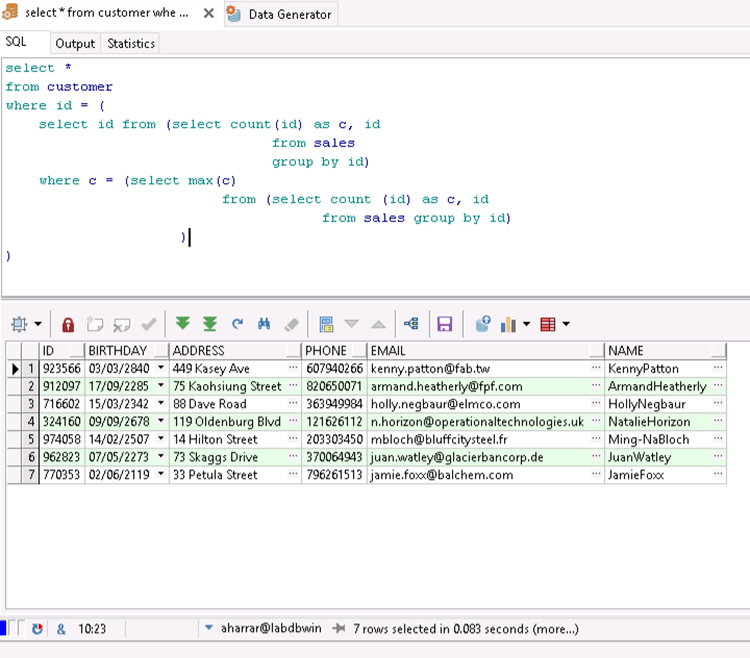 select * from customer whe ...
Data Generator
SQL
Output
Statistics
select *
from customer
where id = (
select id from (select count(id) as c, id
from sales
group by id)
where c = (select max(c)
from (select count (id) as c, id
from sales group by id)
)
)
ID BIRTHDAY ADDRESS PHONE EMAIL NAME
1 923566 03/03/2840 449 Kasey Ave ... 607940266 kenny.patton@fab.tw ... KennyPatton ...
2 912097 17/09/2285 75 Kaohsiung Street ... 820650071 armand.heatherly@fpf.com ... ArmandHeatherly ...
3 716602 15/03/2342 88 Dave Road ... 363949984 holly.negbaur@elmco.com ... HollyNegbaur ...
4 324160 09/09/2678 119 Oldenburg Blvd ... 121626112 n.horizon@operationaltechnologies.uk ... NatalieHorizon ...
5 974058 14/02/2507 14 Hilton Street ... 203303450 mbloch@bluffcitysteel.fr ... Ming-NaBloch ...
6 962823 07/05/2273 73 Skaggs Drive ... 370064943 juan.watley@glacierbancorp.de ... JuanWatley ...
7 770353 02/06/2119 33 Petula Street ... 796261513 jamie.foxx@balchem.com ... JamieFoxx ...
& 10:23 aharrar@labdbwin 7 rows selected in 0.083 seconds (more...)